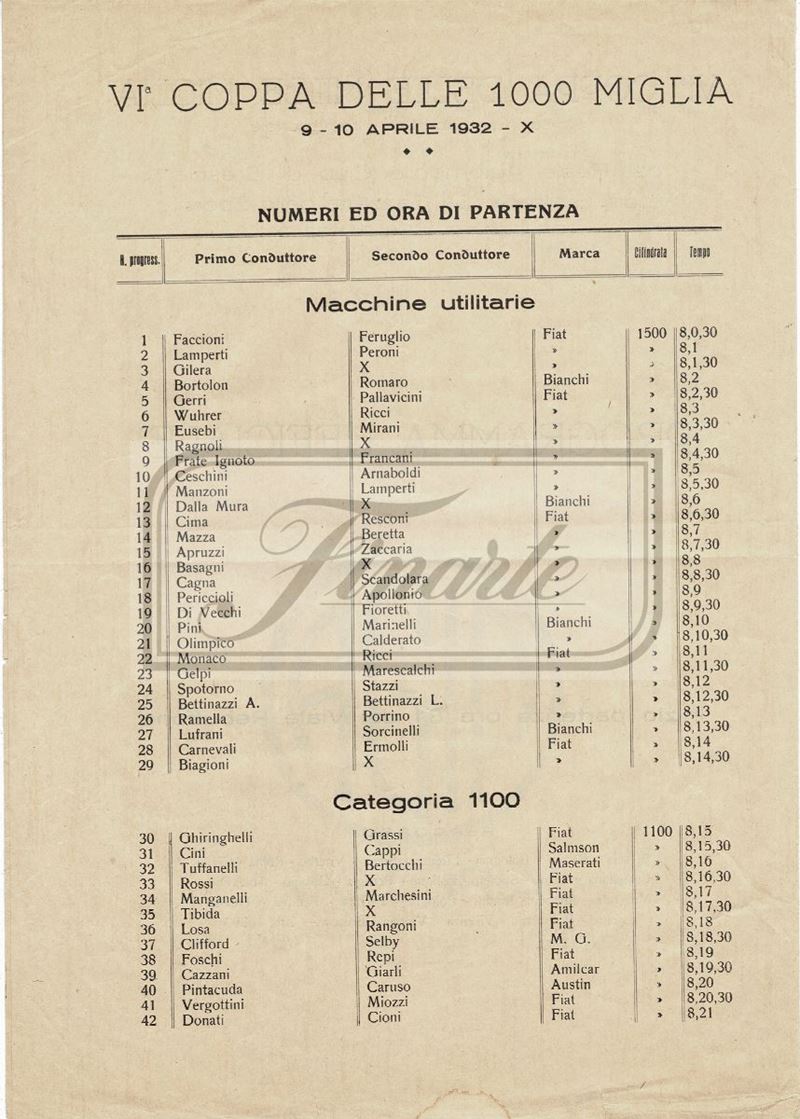 VIª COPPA DELLE 1000 MIGLIA
9 - 10 APRILE 1932 - X
NUMERI ED ORA DI PARTENZA
N. progress. Primo Conduttore Secondo Conduttore Marca Cilindrata Tempo
Macchine utilitarie
1 Faccioni Feruglio Fiat 1500 8,0,30
2 Lamperti Peroni » » 8,1
3 Gilera X » » 8,1,30
4 Bortolon Romaro Bianchi » 8,2
5 Gerri Pallavicini Fiat » 8,2,30
6 Wuhrer Ricci » » 8,3
7 Eusebi Mirani » » 8,3,30
8 Ragnoli X » » 8,4
9 Frate Ignoto Francani » » 8,4,30
10 Ceschini Arnaboldi » » 8,5
11 Manzoni Lamperti » » 8,5,30
12 Dalla Mura X Bianchi » 8,6
13 Cima Resconi Fiat » 8,6,30
14 Mazza Beretta » » 8,7
15 Apruzzi Zaccaria » » 8,7,30
16 Basagni X » » 8,8
17 Cagna Scandolara » » 8,8,30
18 Periccioli Apollonio » » 8,9
19 Di Vecchi Fioretti » » 8,9,30
20 Pini Marinelli Bianchi » 8,10
21 Olimpico Calderato » » 8,10,30
22 Monaco Ricci Fiat » 8,11
23 Gelpi Marescalchi » » 8,11,30
24 Spotorno Stazzi » » 8,12
25 Bettinazzi A. Bettinazzi L. » » 8,12,30
26 Ramella Porrino » » 8,13
27 Lufrani Sorcinelli Bianchi » 8,13,30
28 Carnevali Ermolli Fiat » 8,14
29 Biagioni X » » 8,14,30
Finarte
Categoria 1100
30 Ghiringhelli Grassi Fiat 1100 8,15
31 Cini Cappi Salmson » 8,15,30
32 Tuffanelli Bertocchi Maserati » 8,16
33 Rossi X Fiat » 8,16,30
34 Manganelli Marchesini Fiat » 8,17
35 Tibida X Fiat » 8,17,30
36 Losa Rangoni Fiat » 8,18
37 Clifford Selby M. G. » 8,18,30
38 Foschi Repi Fiat » 8,19
39 Cazzani Giarli Amilcar » 8,19,30
40 Pintacuda Caruso Austin » 8,20
41 Vergottini Miozzi Fiat » 8,20,30
42 Donati Cioni Fiat » 8,21